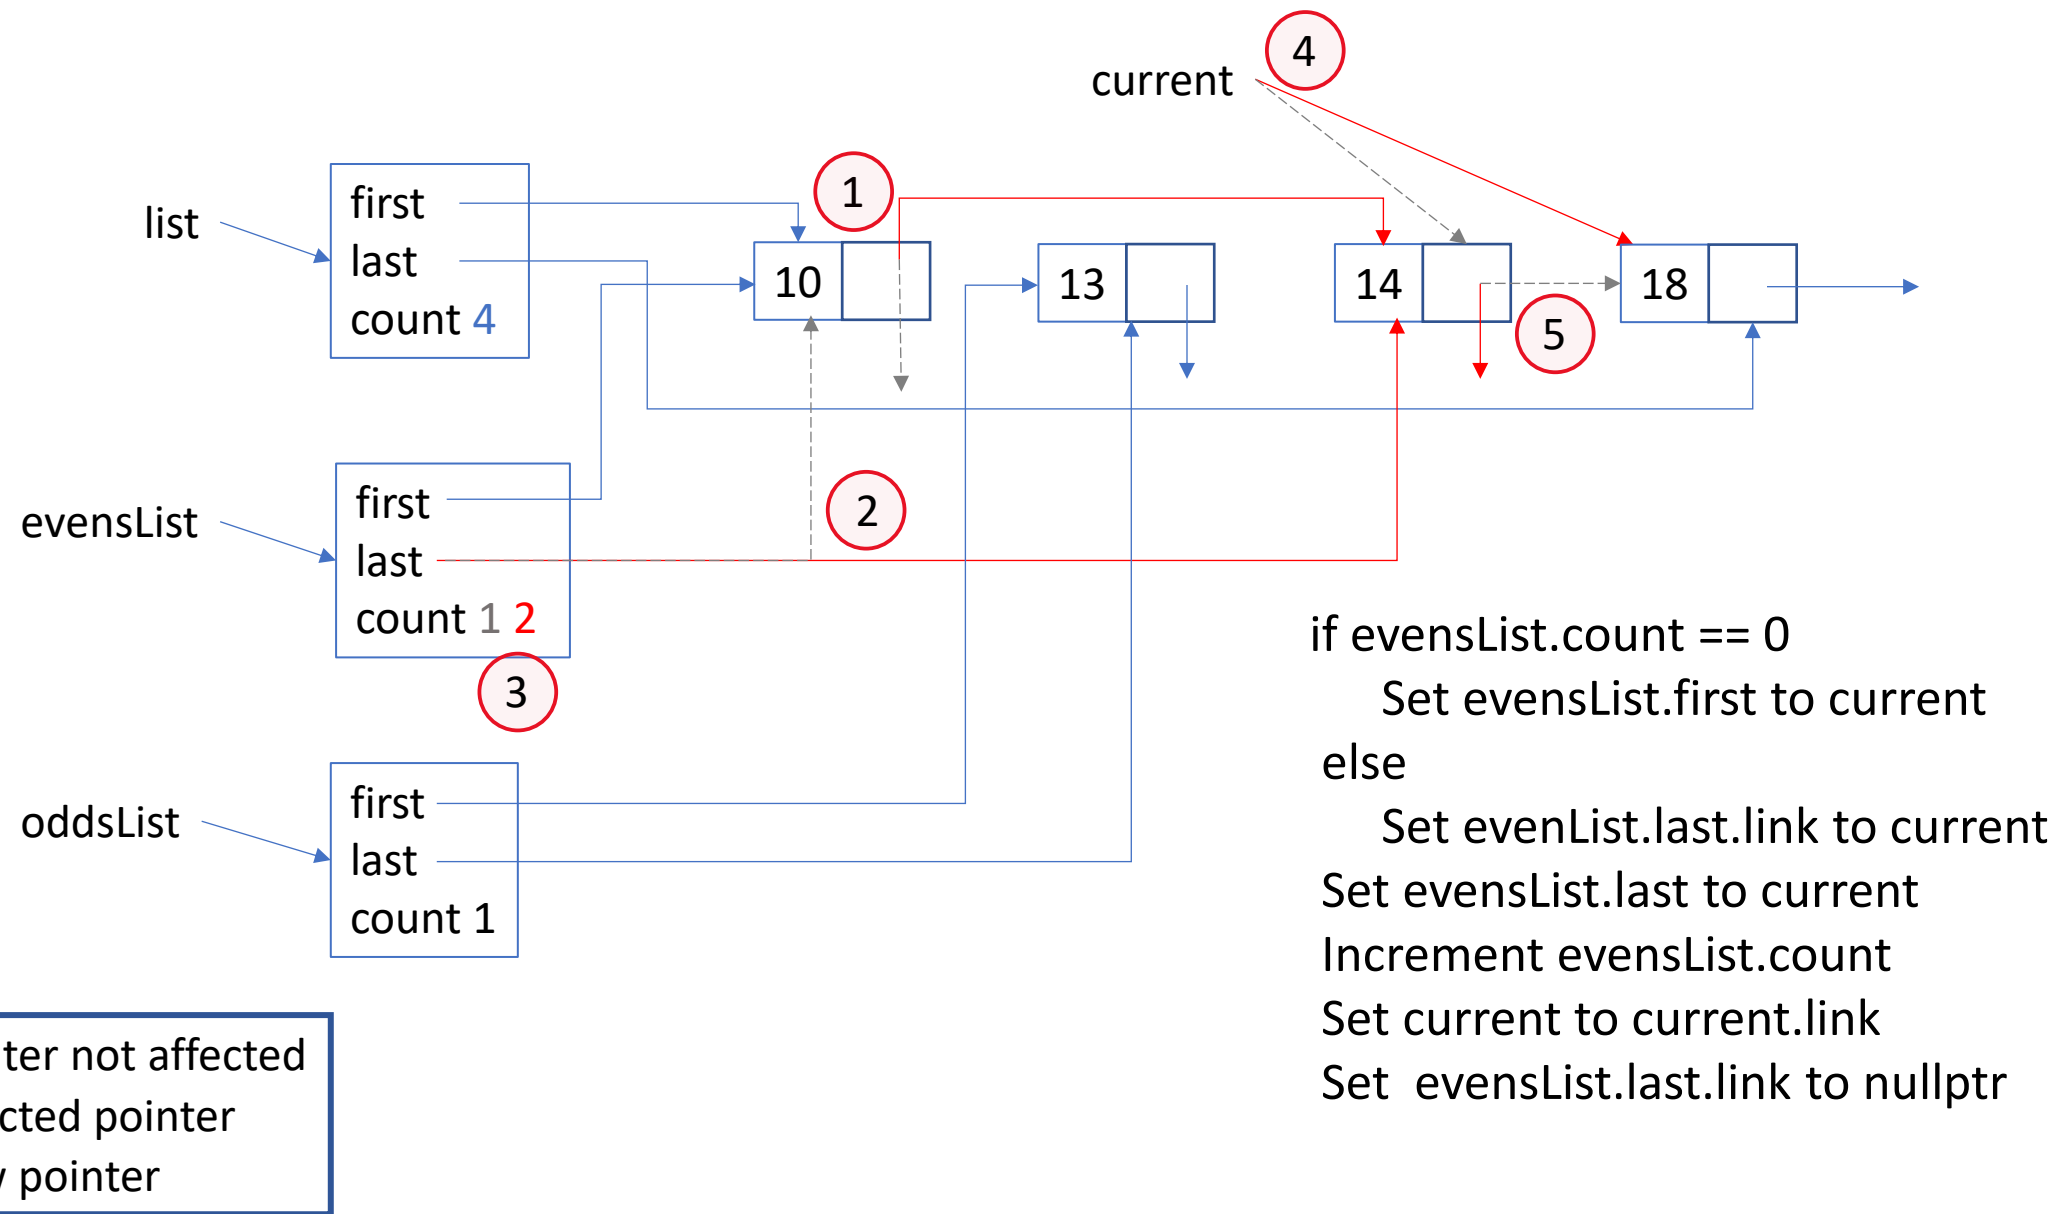 4
current
1
list
first
last
count 4
10
13
14
18
5
evensList
first
last
count 1 2
2
3
oddsList
first
last
count 1
if evensList.count == 0
Set evensList.first to current
else
Set evenList.last.link to current
Set evensList.last to current
Increment evensList.count
Set current to current.link
Set evensList.last.link to nullptr
not affected
pointer
pointer